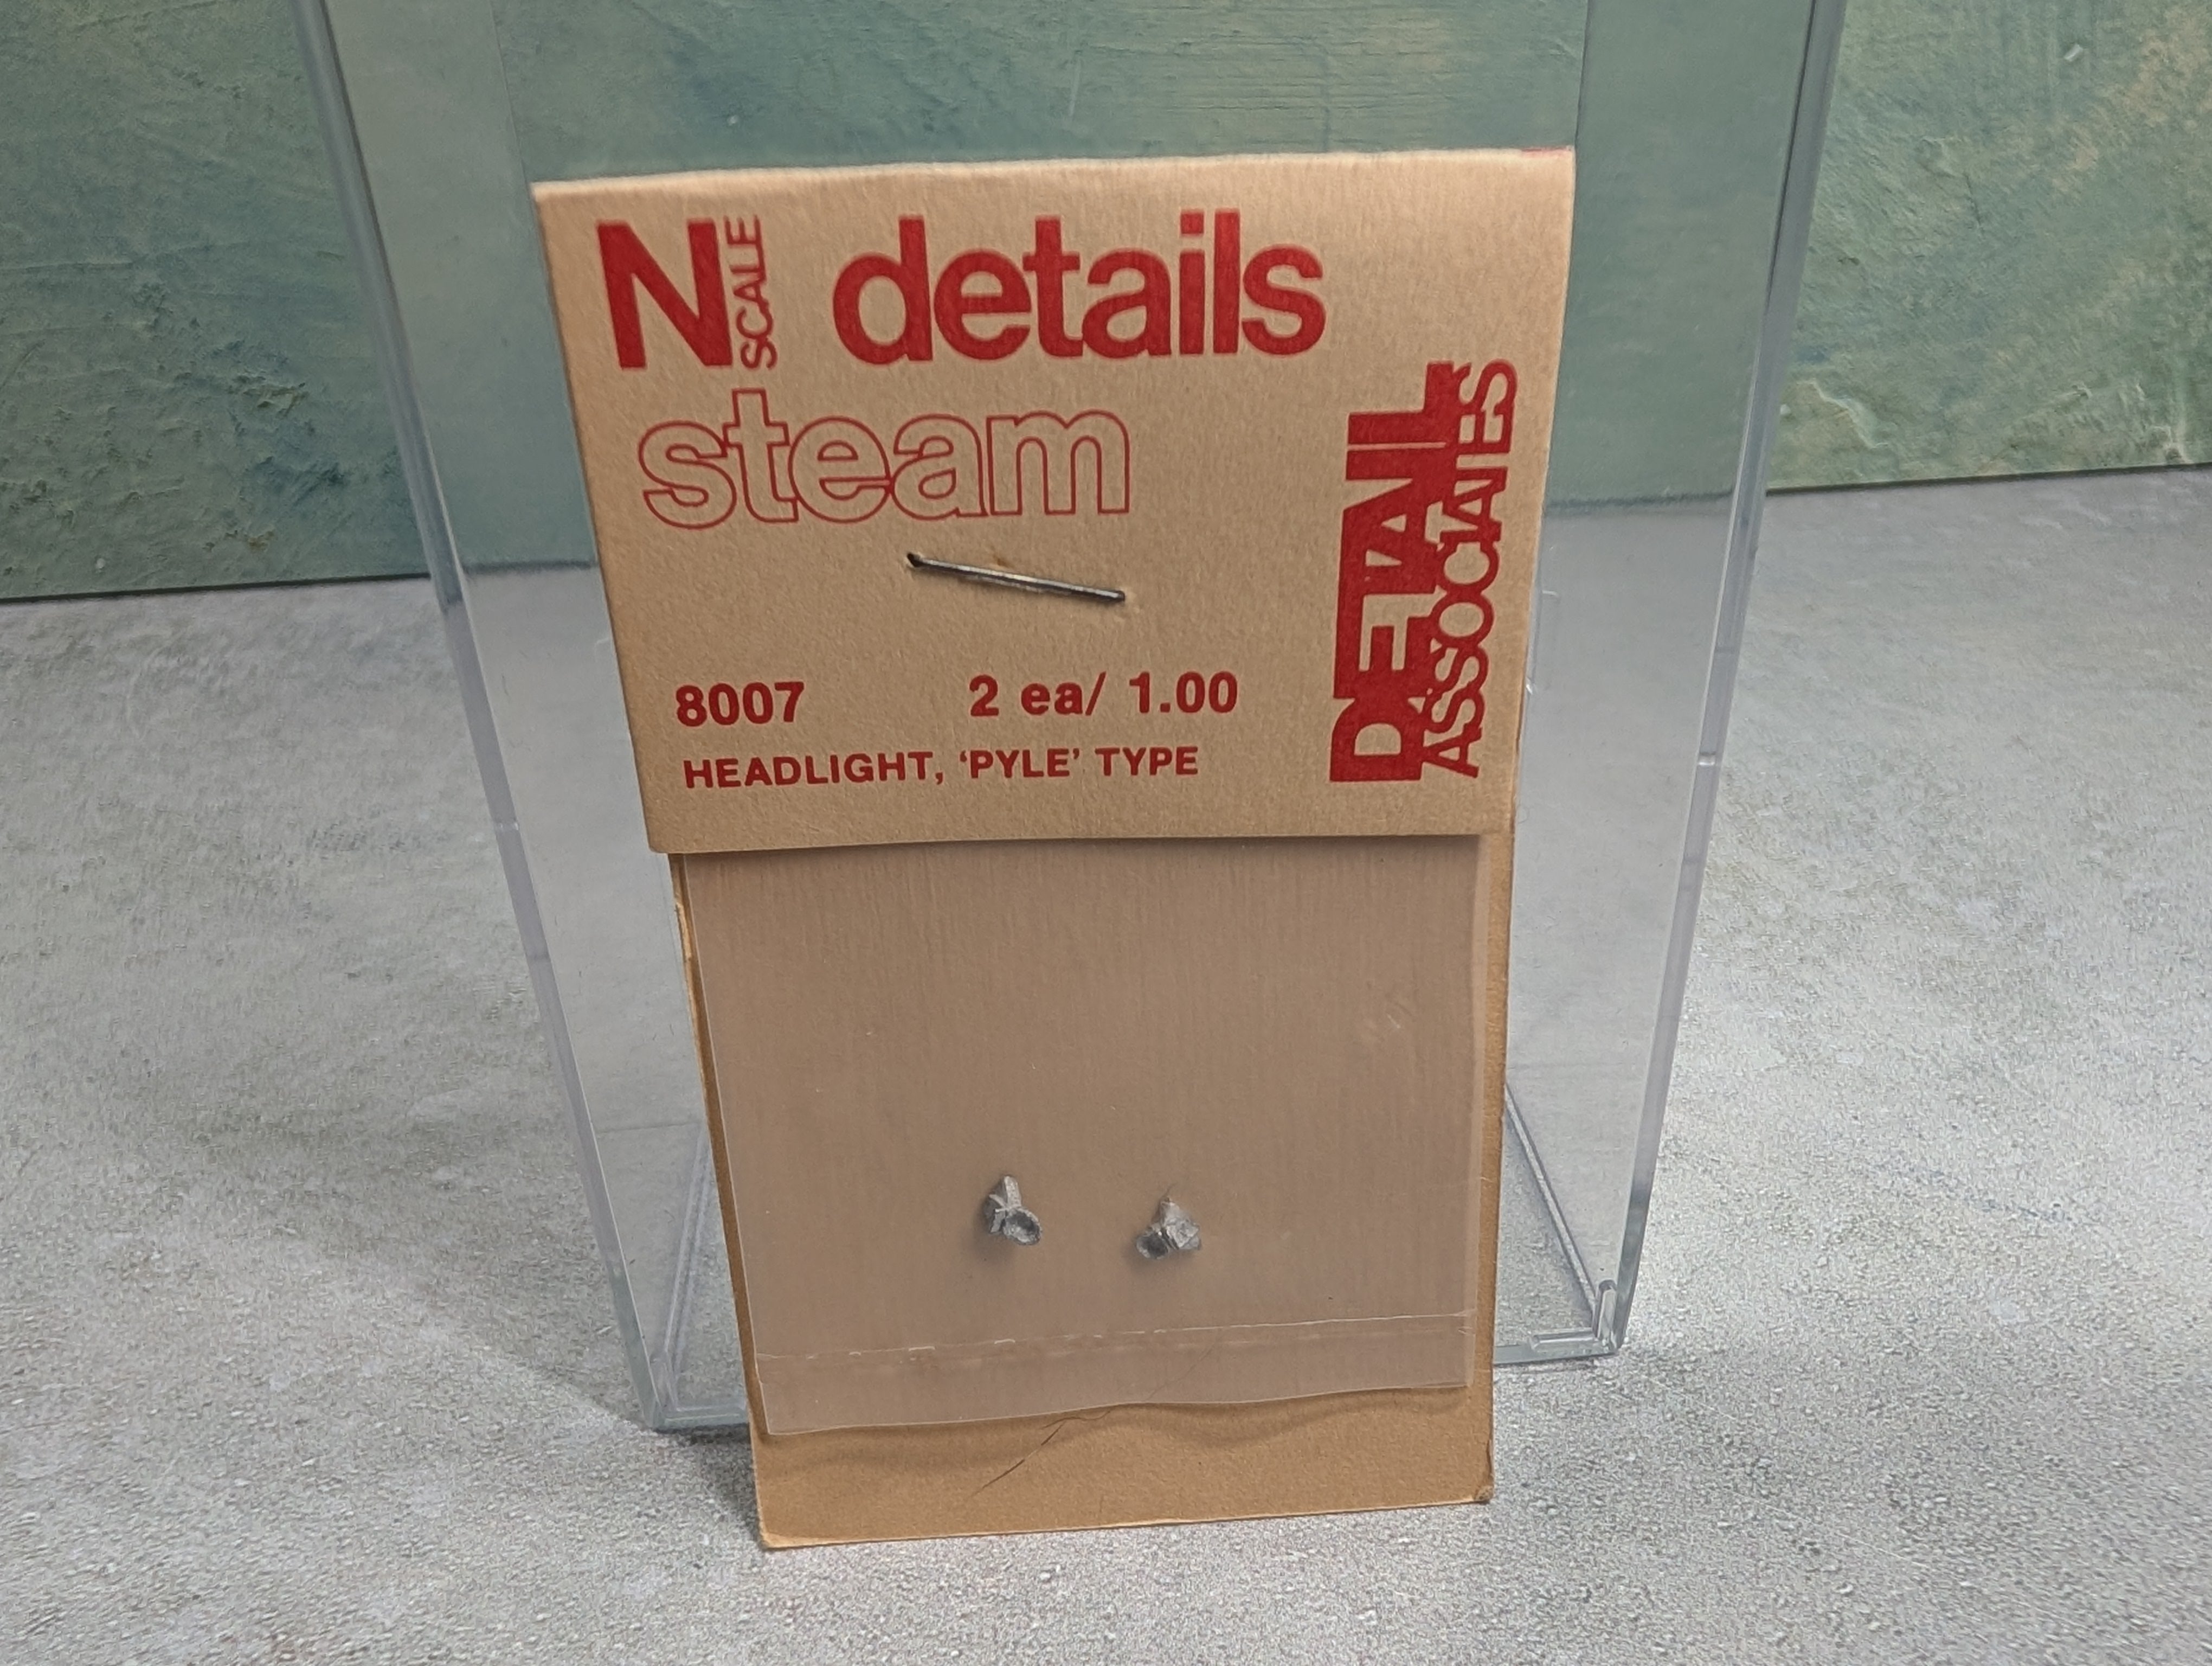 N SCALE details
steam
DETAIL ASSOCIATES
8007 2 ea/ 1.00
HEADLIGHT, ‘PYLE’ TYPE